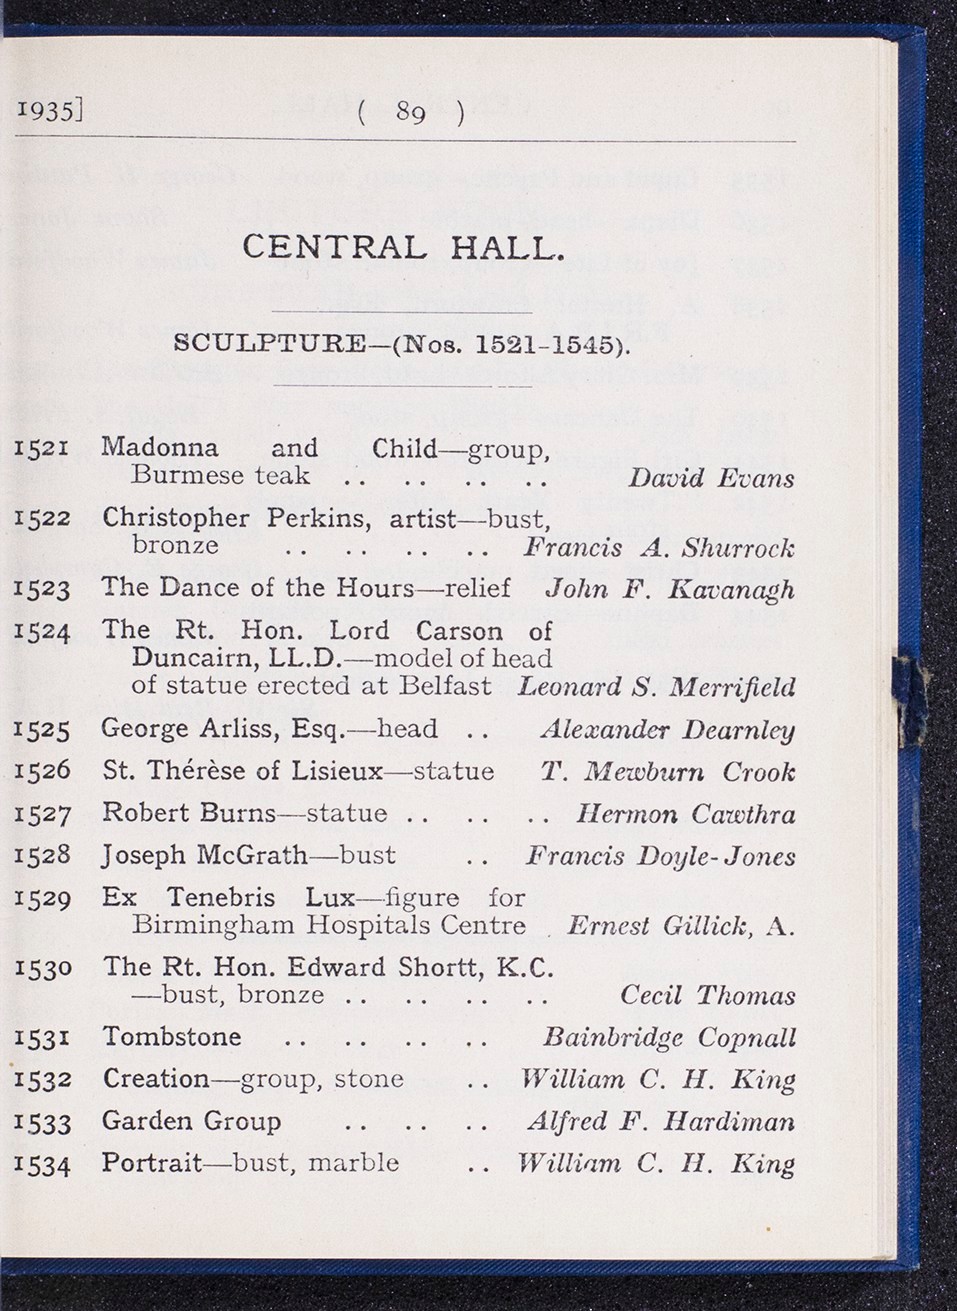 1935] ( 89 )
CENTRAL HALL.
SCULPTURE—(Nos. 1521-1545).
1521 Madonna and Child—group,
Burmese teak .. .. .. .. David Evans
1522 Christopher Perkins, artist—bust,
bronze .. .. .. .. Francis A. Shurrock
1523 The Dance of the Hours—relief John F. Kavanagh
1524 The Rt. Hon. Lord Carson of
Duncairn, LL.D.—model of head
of statue erected at Belfast Leonard S. Merrifield
1525 George Arliss, Esq.—head .. Alexander Dearnley
1526 St. Thérèse of Lisieux—statue T. Mewburn Crook
1527 Robert Burns—statue .. .. .. Hermon Cawthra
1528 Joseph McGrath—bust .. Francis Doyle-Jones
1529 Ex Tenebris Lux—figure for
Birmingham Hospitals Centre . Ernest Gillick, A.
1530 The Rt. Hon. Edward Shortt, K.C.
—bust, bronze .. .. .. .. Cecil Thomas
1531 Tombstone .. .. .. .. Bainbridge Copnall
1532 Creation—group, stone .. William C. H. King
1533 Garden Group .. .. .. Alfred F. Hardiman
1534 Portrait—bust, marble .. William C. H. King